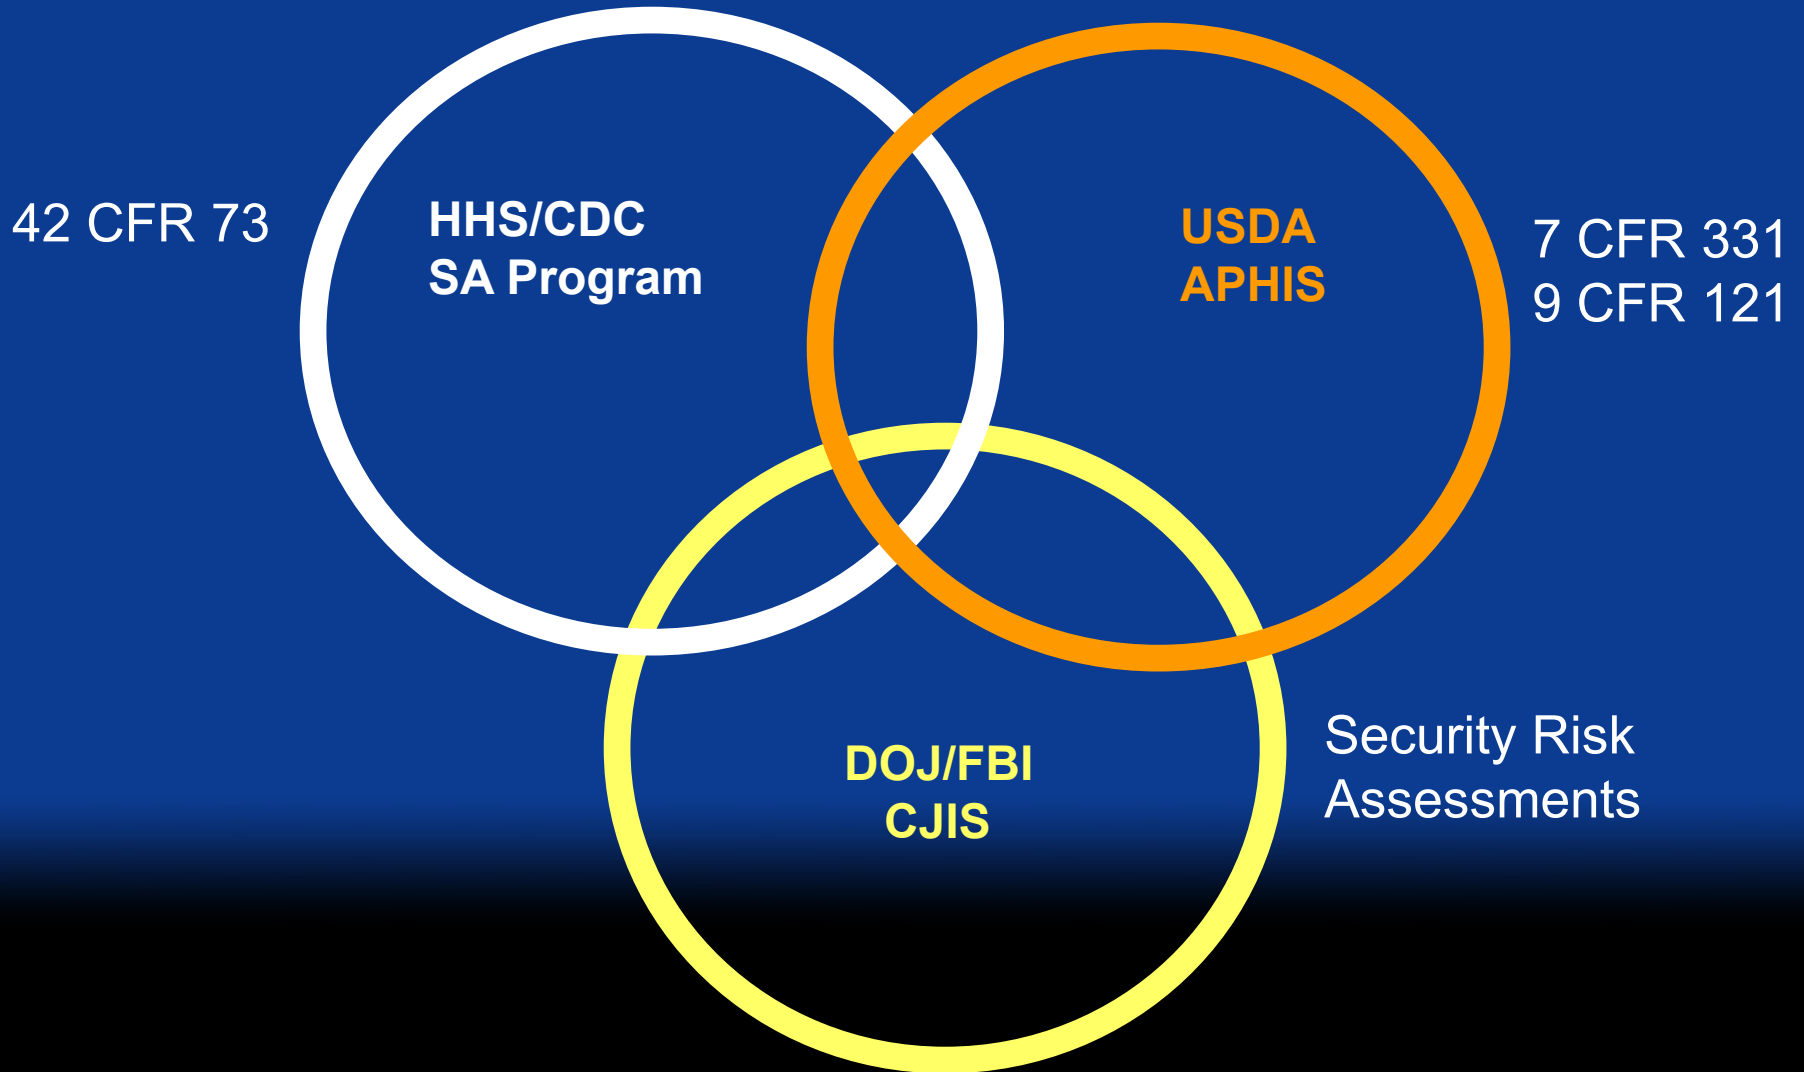 42 CFR 73
HHS/CDC
SA Program
USDA
APHIS
7 CFR 331
9 CFR 121
DOJ/FBI
CJIS
Security Risk
Assessments